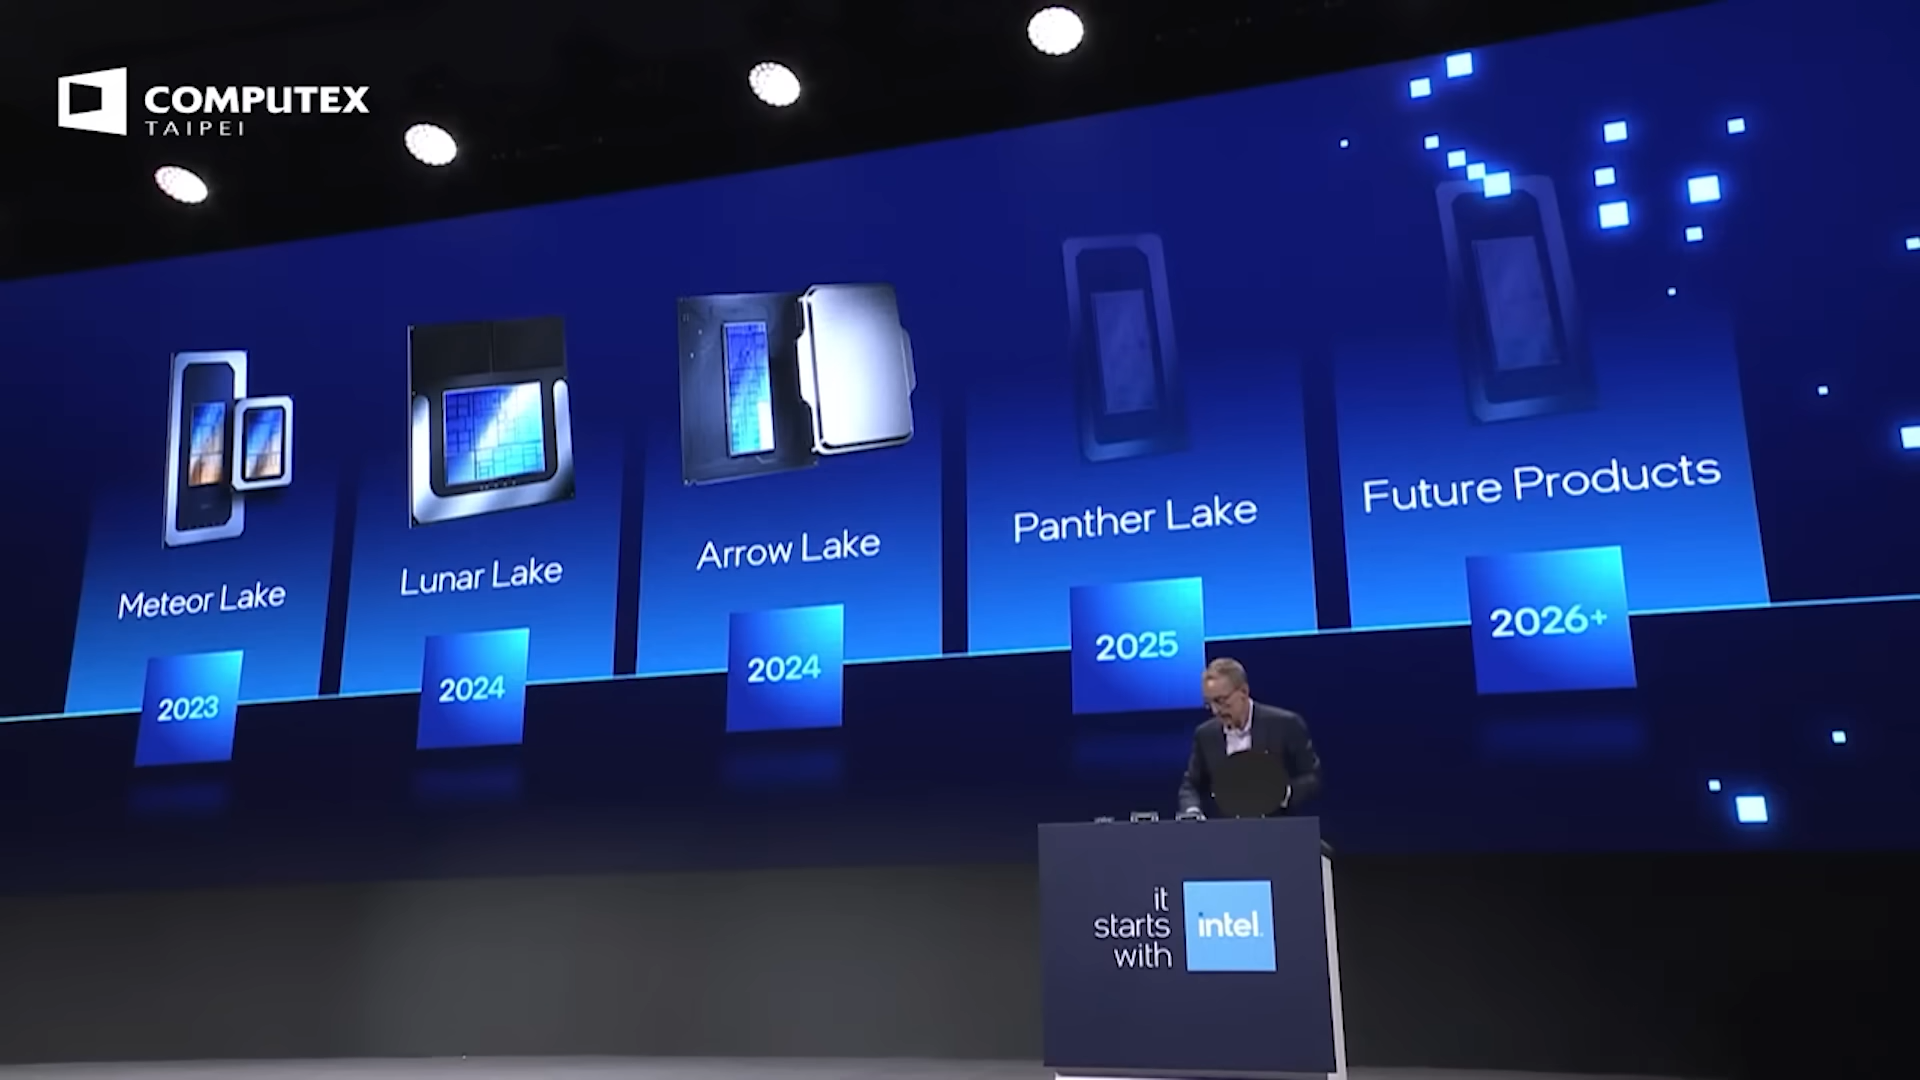 COMPUTEX
TAIPEI
Meteor Lake
Lunar Lake
Arrow Lake
Panther Lake
Future Products
2023
2024
2024
2025
2026+
it
starts
with
intel.